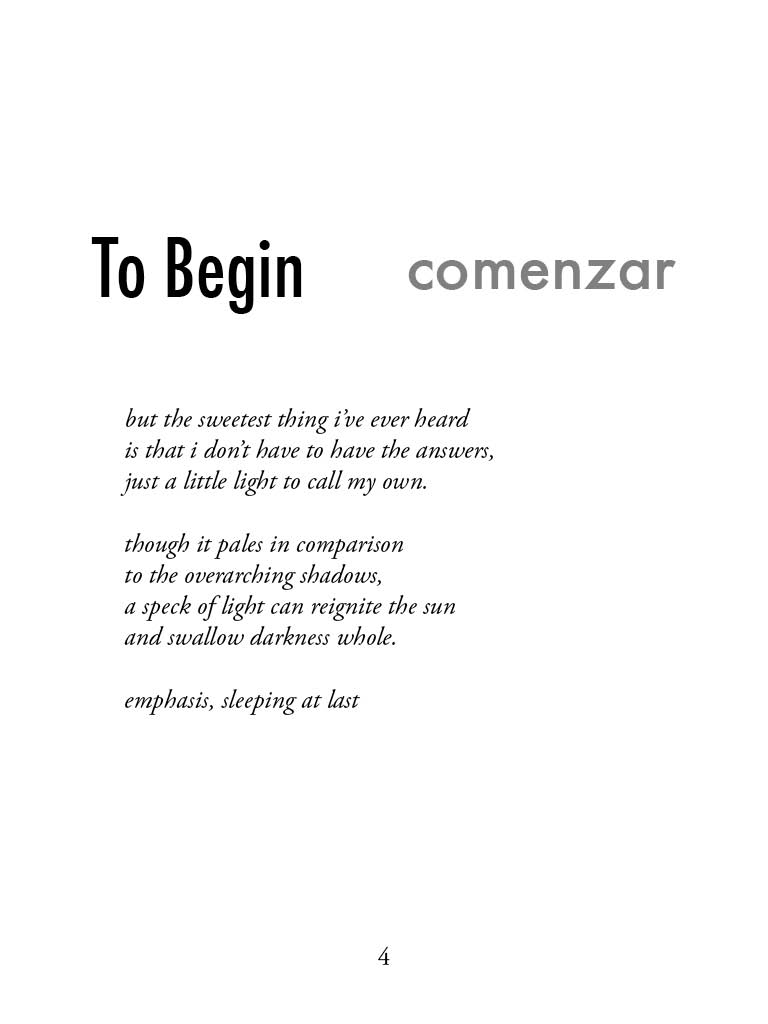 To Begin comenzar
but the sweetest thing i’ve ever heard
is that i don’t have to have the answers,
just a little light to call my own.
though it pales in comparison
to the overarching shadows,
a speck of light can reignite the sun
and swallow darkness whole.
emphasis, sleeping at last
4